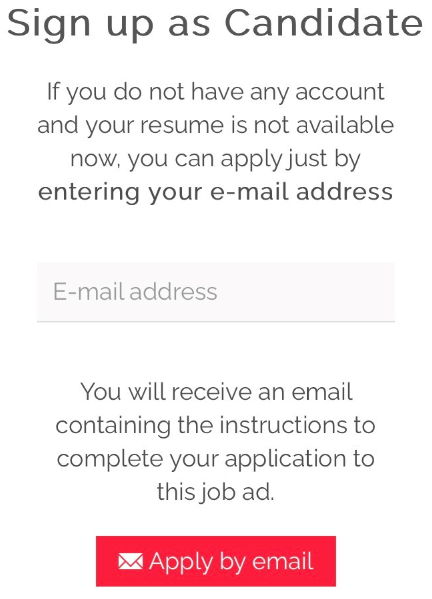 Sign up as Candidate
If you do not have any account
and your resume is not available
now, you can apply just by
entering your e-mail address
E-mail address
You will receive an email
containing the instructions to
complete your application to
this job ad.
Apply by email